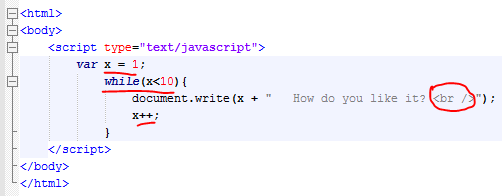 <html>
<body>
<script type="text/javascript">
var x = 1;
while(x<10){
document.write(x + "   How do you like it? <br />");
x++;
}
</script>
</body>
</html>